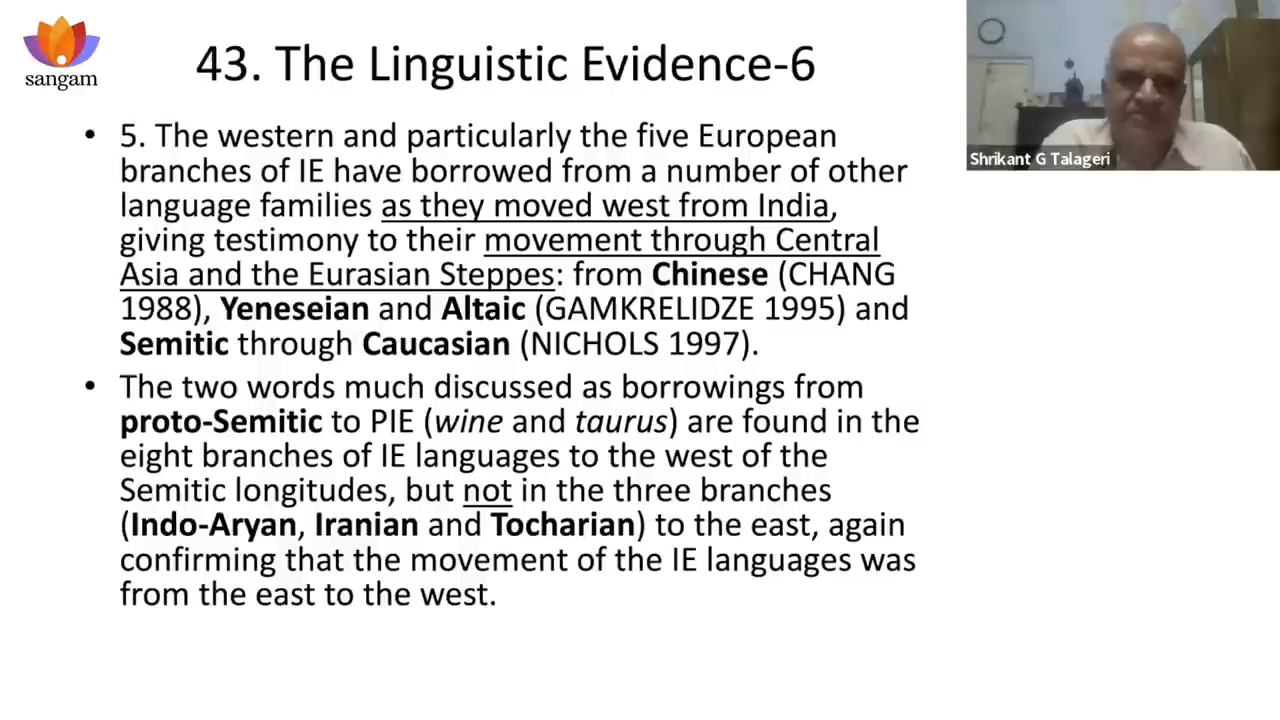 sangam
43. The Linguistic Evidence-6
• 5. The western and particularly the five European
branches of IE have borrowed from a number of other
language families as they moved west from India,
giving testimony to their movement through Central
Asia and the Eurasian Steppes: from Chinese (CHANG
1988), Yeneseian and Altaic (GAMKRELIDZE 1995) and
Semitic through Caucasian (NICHOLS 1997).
• The two words much discussed as borrowings from
proto-Semitic to PIE (wine and taurus) are found in the
eight branches of IE languages to the west of the
Semitic longitudes, but not in the three branches
(Indo-Aryan, Iranian and Tocharian) to the east, again
confirming that the movement of the IE languages was
from the east to the west.
Shrikant G Talageri